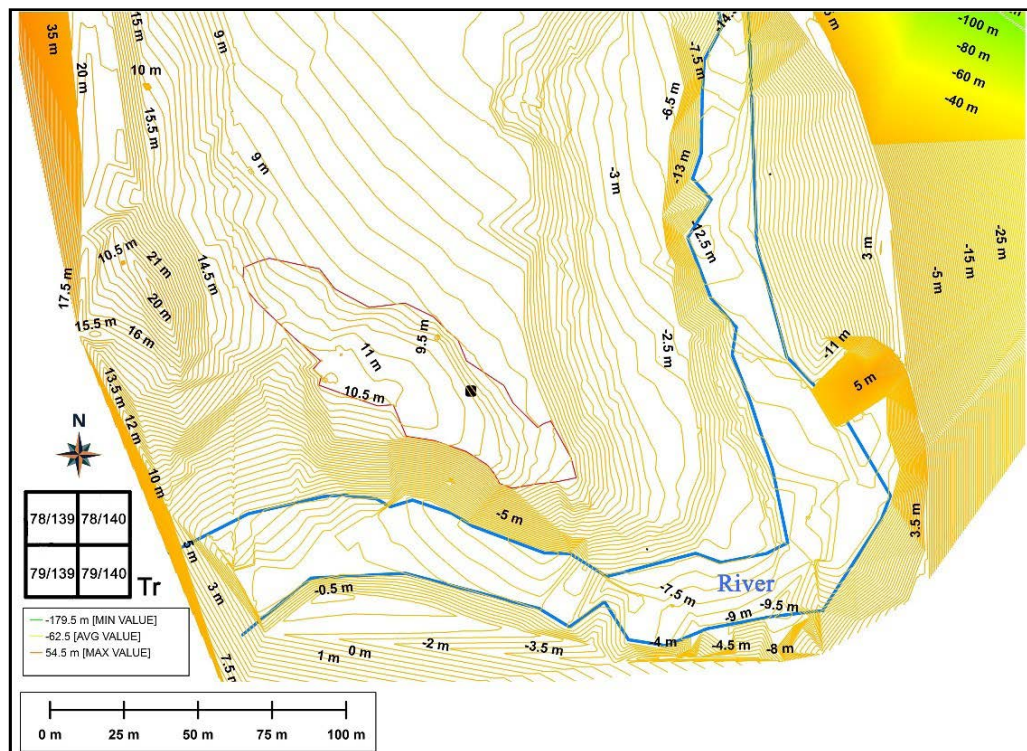 -14.
-100 m
-80 m
-60 m
-40 m
35 m
15 m
9 m
20 m
10 m
15.5 m
9 m
-7.5 m
-6.5 m
-13 m
-3 m
-12.5 m
3 m
-25 m
-15 m
-5 m
10.5 m
21 m
20 m
14.5 m
17.5 m
15.5 m
16 m
9.5 m
11 m
10.5 m
-2.5 m
-11 m
5 m
13.5 m
12 m
10 m
N
78/139 78/140
79/139 79/140
Tr
-5 m
3.5 m
5 m
3 m
-0.5 m
River
-7.5 m
-9.5 m
-9 m
-2 m
-3.5 m
-4 m
-4.5 m
-8 m
0 m
1 m
7.5 m
-179.5 m [MIN VALUE]
-62.5 [AVG VALUE]
54.5 m [MAX VALUE]
0 m 25 m 50 m 75 m 100 m